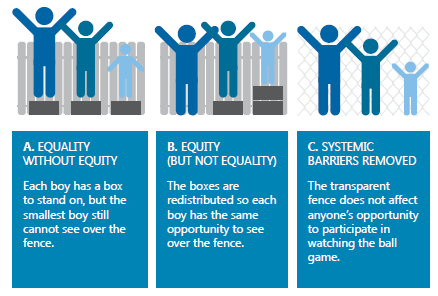 A. EQUALITY
WITHOUT EQUITY
Each boy has a box
to stand on, but the
smallest boy still
cannot see over the
fence.
B. EQUITY
(BUT NOT EQUALITY)
The boxes are
redistributed so each
boy has the same
opportunity to see
over the fence.
C. SYSTEMIC
BARRIERS REMOVED
The transparent
fence does not affect
anyone's opportunity
to participate in
watching the ball
game.